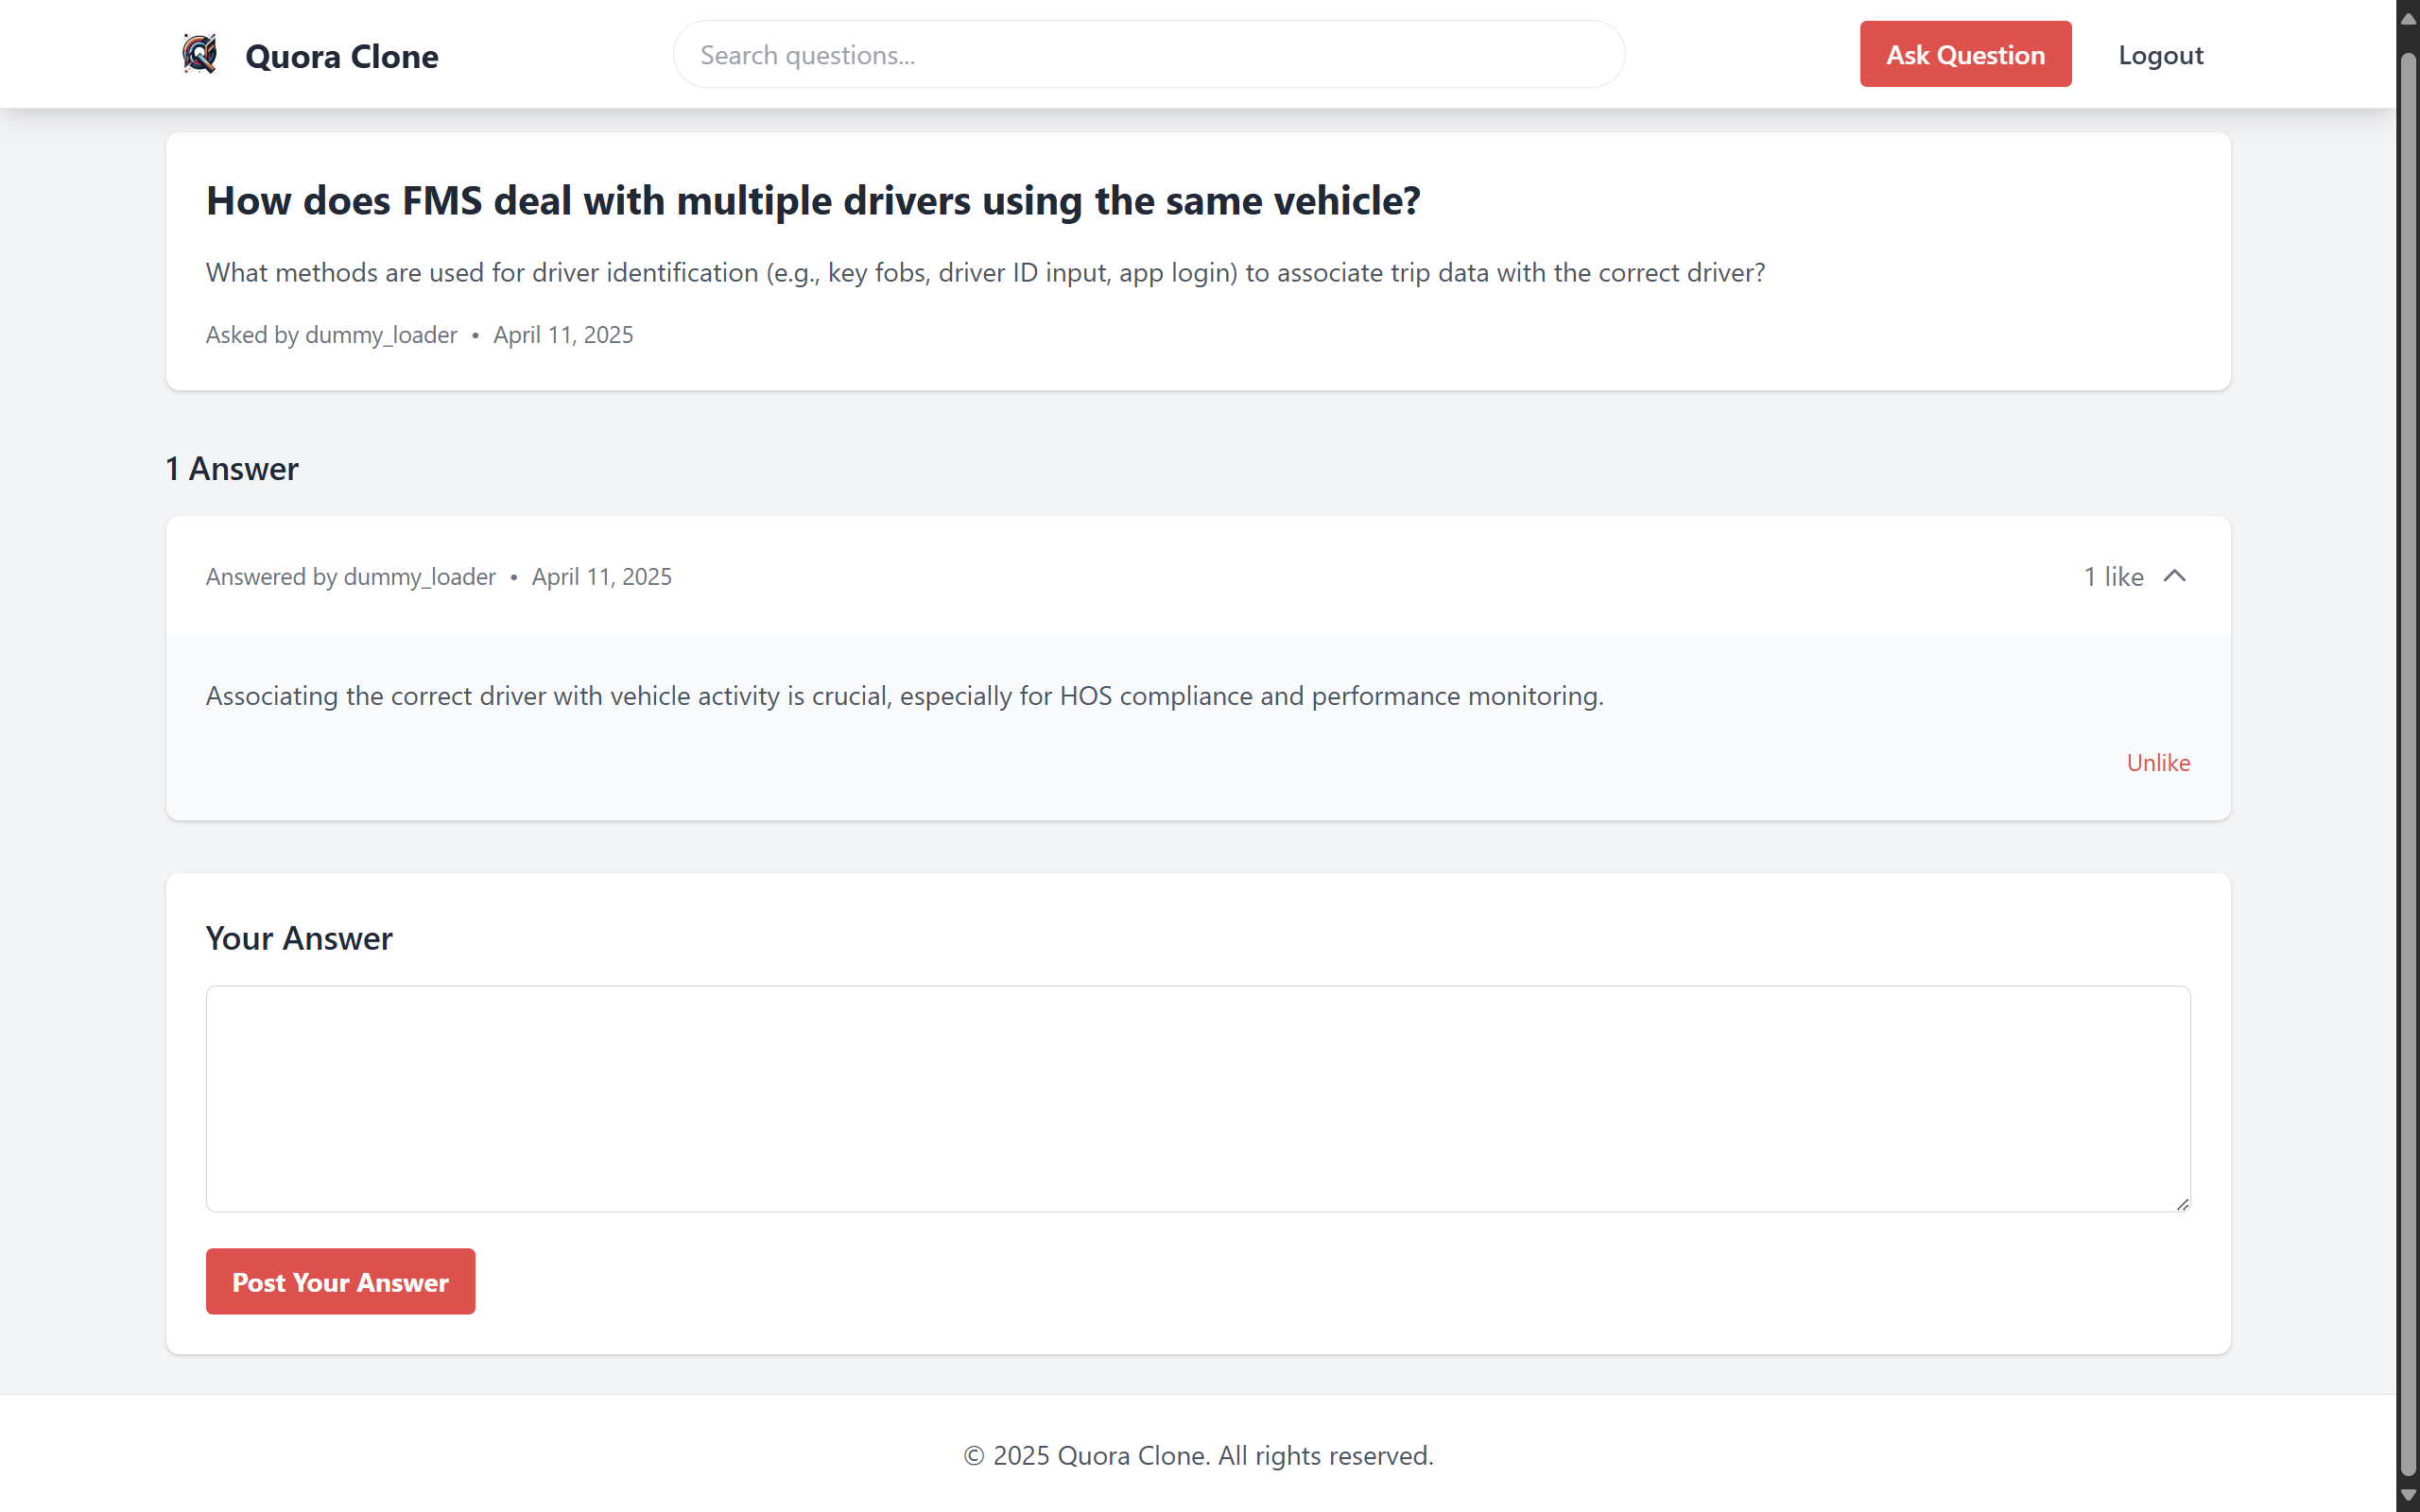 Quora Clone
Search questions...
Ask Question
Logout
How does FMS deal with multiple drivers using the same vehicle?
What methods are used for driver identification (e.g., key fobs, driver ID input, app login) to associate trip data with the correct driver?
Asked by dummy_loader • April 11, 2025
1 Answer
Answered by dummy_loader • April 11, 2025
1 like
Associating the correct driver with vehicle activity is crucial, especially for HOS compliance and performance monitoring.
Unlike
Your Answer
Post Your Answer
© 2025 Quora Clone. All rights reserved.